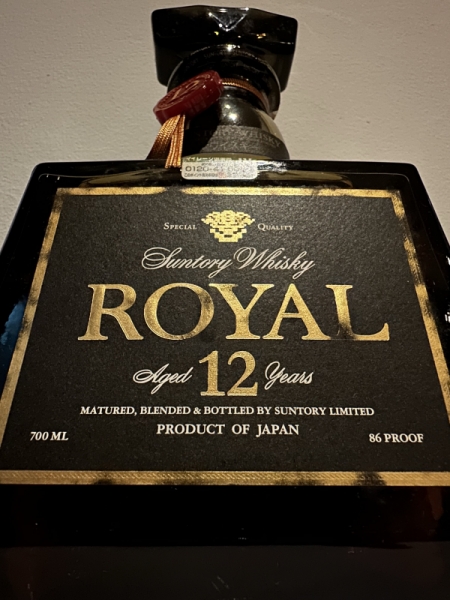 SPECIAL QUALITY
Suntory Whisky
ROYAL
Aged 12 Years
MATURED, BLENDED & BOTTLED BY SUNTORY LIMITED
700 ML PRODUCT OF JAPAN 86 PROOF